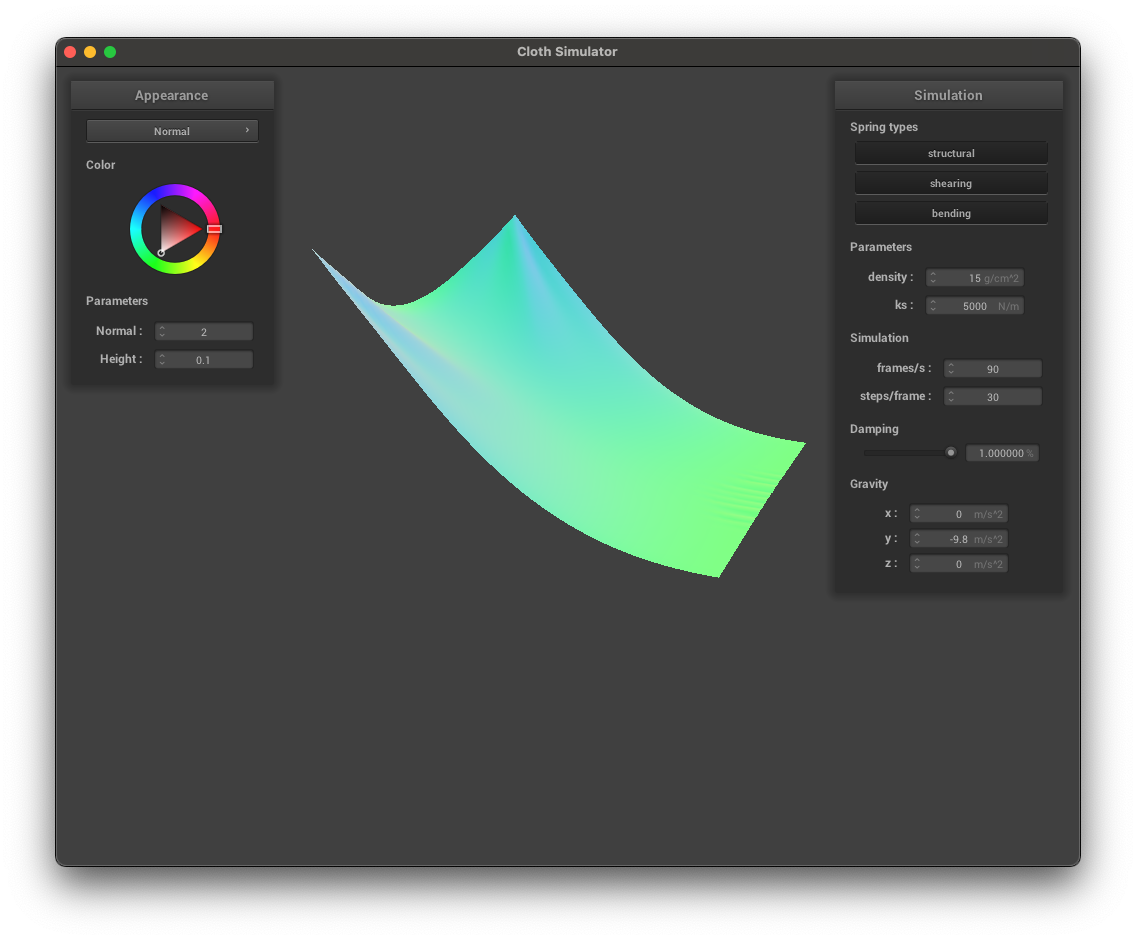 Cloth Simulator
Appearance
Normal
Color
Parameters
Normal : 2
Height : 0.1
Simulation
Spring types
structural
shearing
bending
Parameters
density : 15 g/cm^2
ks : 5000 N/m
Simulation
frames/s : 90
steps/frame : 30
Damping
1.000000 %
Gravity
x : 0 m/s^2
y : -9.8 m/s^2
z : 0 m/s^2